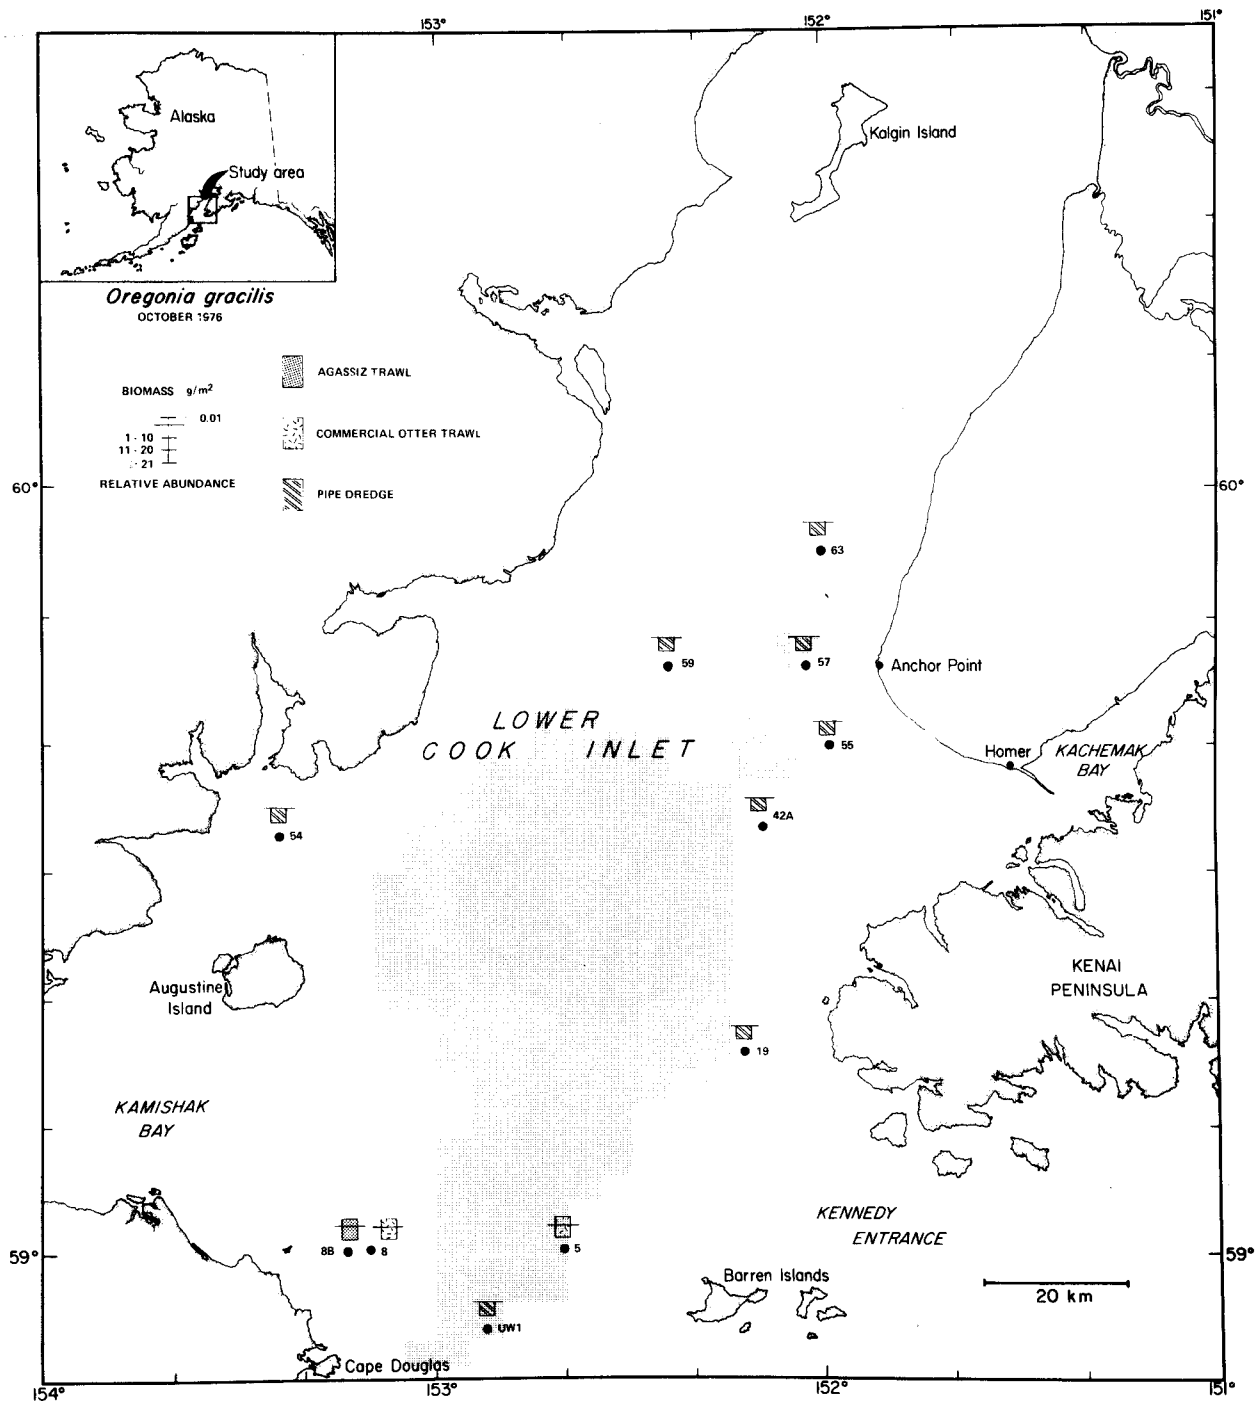 153°
152°
151°
Alaska
Study area
Kalgin Island
Oregonia gracilis
OCTOBER 1976
AGASSIZ TRAWL
BIOMASS g/m²
0.01
COMMERCIAL OTTER TRAWL
1 - 10
11 - 20
21
RELATIVE ABUNDANCE
PIPE DREDGE
60°
60°
63
59
57
Anchor Point
LOWER
COOK INLET
55
Homer
KACHEMAK
BAY
42A
54
Augustine
Island
KENAI
PENINSULA
19
KAMISHAK
BAY
KENNEDY
ENTRANCE
8B
8
5
59°
59°
Barren Islands
20 km
UW1
Cape Douglas
154°
153°
152°
151°